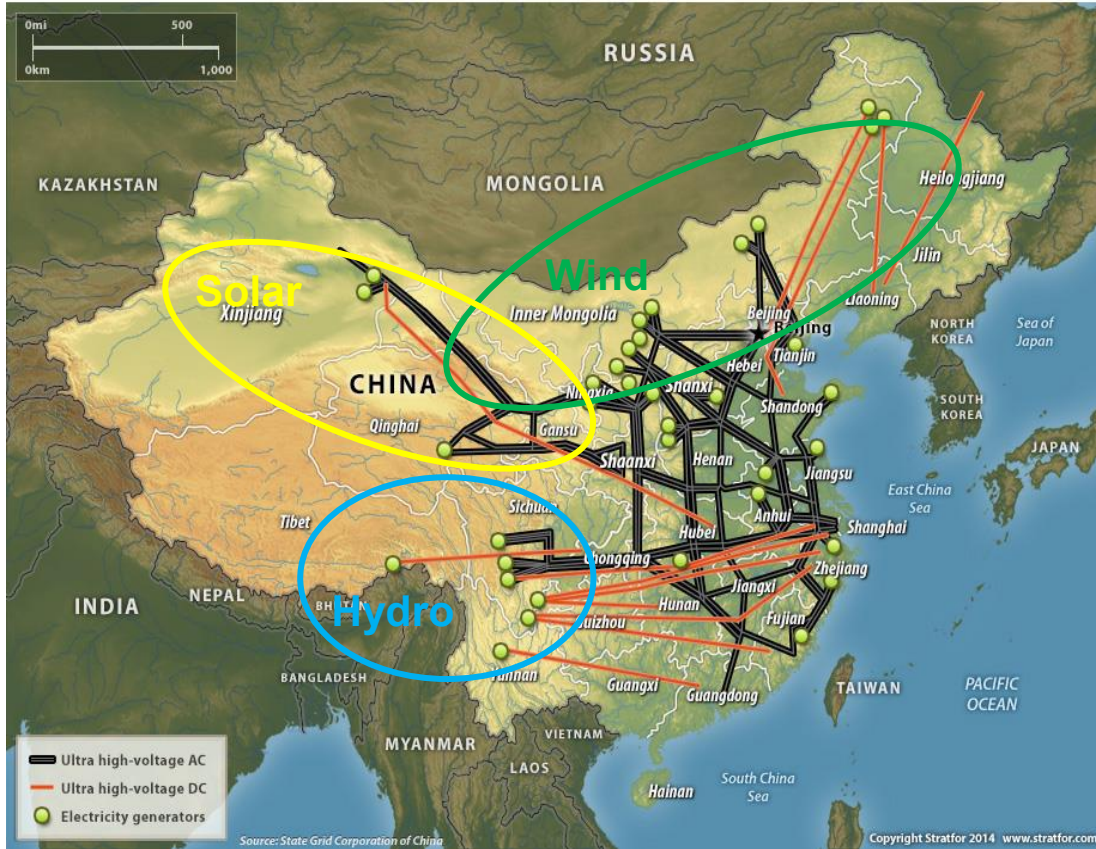 0mi 500
0km 1,000
RUSSIA
KAZAKHSTAN
MONGOLIA
Heilongjiang
Jilin
Liaoning
Wind
Solar
Xinjiang
Inner Mongolia
Beijing
Beijing
Tianjin
Hebei
NORTH
KOREA
Sea of
Japan
CHINA
Ningxia
Shanxi
Shandong
SOUTH
KOREA
JAPAN
Qinghai
Gansu
Shaanxi
Henan
Jiangsu
East China
Sea
Tibet
Sichuan
Hubei
Anhui
Shanghai
Chongqing
Zhejiang
INDIA
NEPAL
BHUTAN
Hydro
Hunan
Jiangxi
Guizhou
Fujian
BANGLADESH
Yunnan
Guangxi
Guangdong
TAIWAN
PACIFIC
OCEAN
MYANMAR
VIETNAM
LAOS
Hainan
South China
Sea
Ultra high-voltage AC
Ultra high-voltage DC
Electricity generators
Source: State Grid Corporation of China
Copyright Stratfor 2014 www.stratfor.com